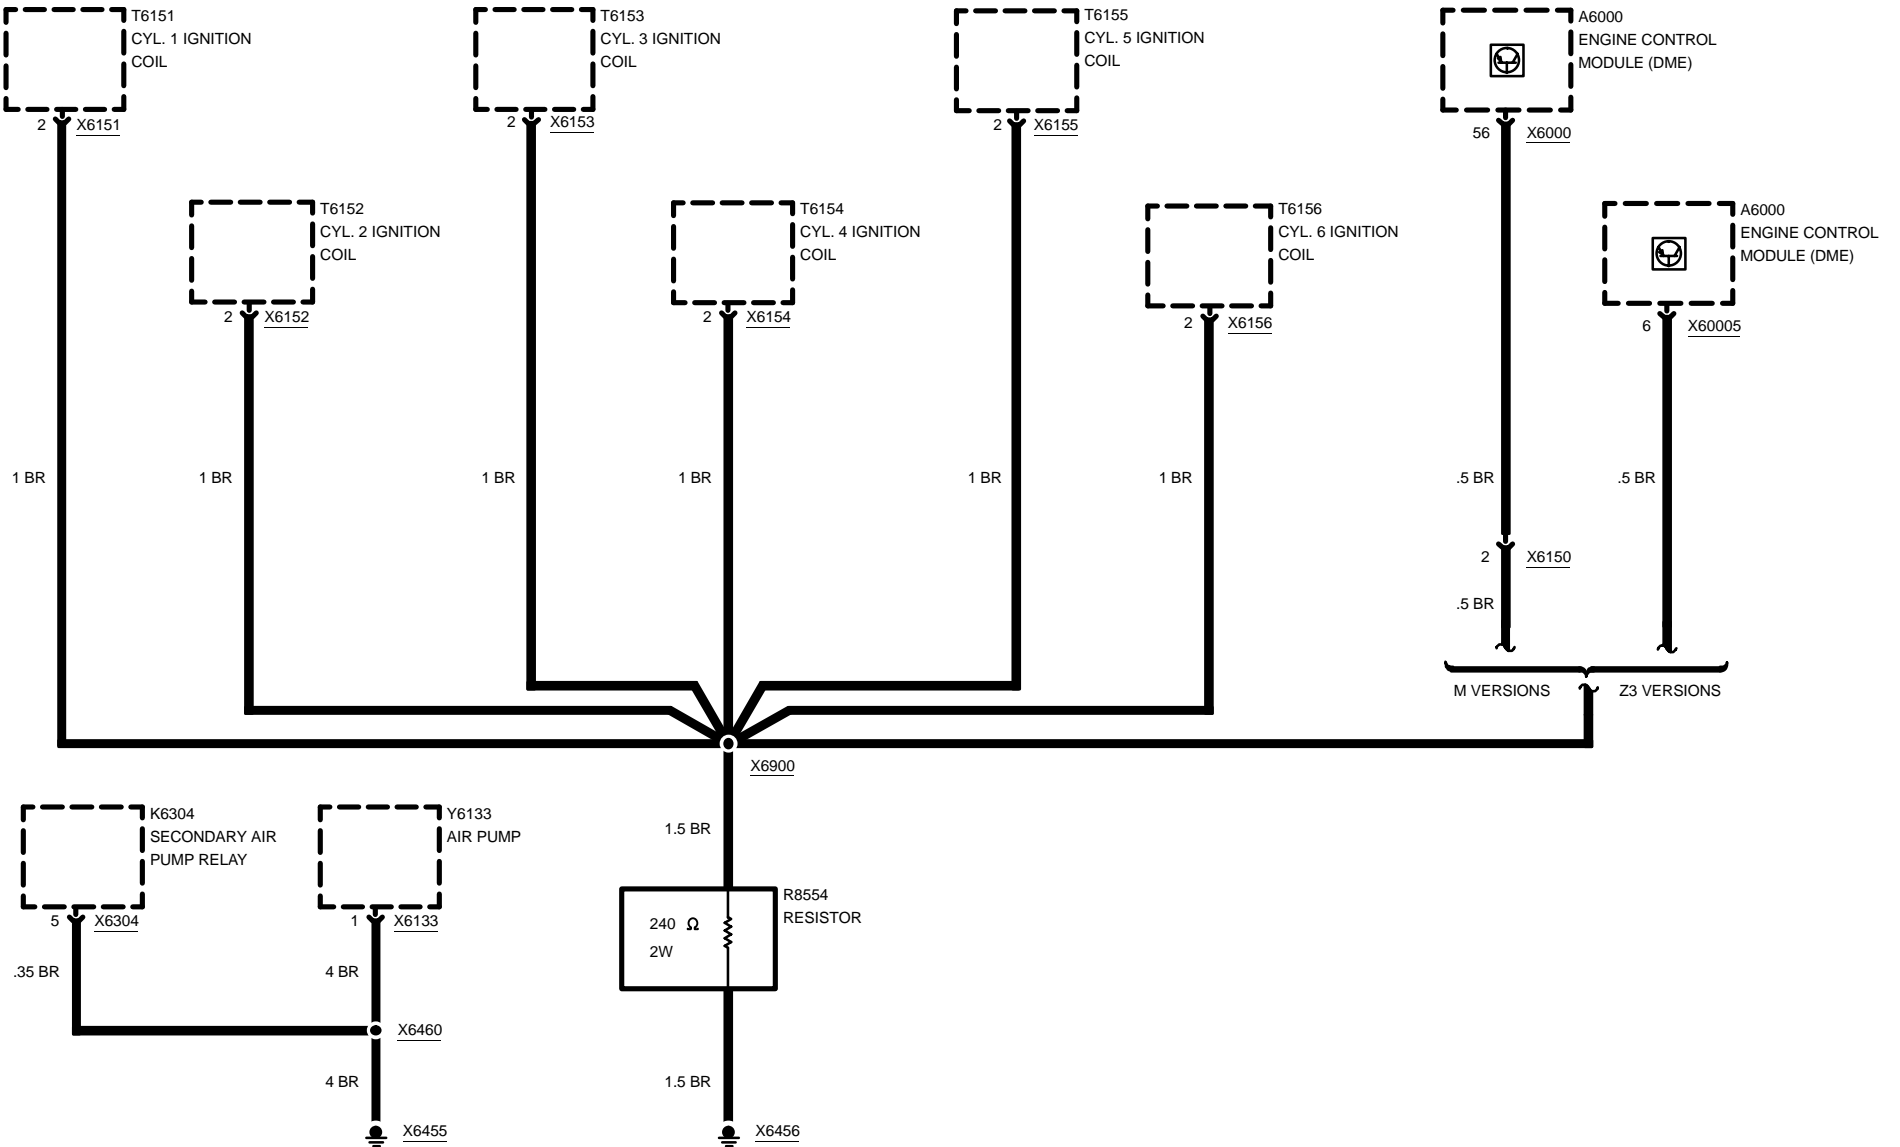 T6151
CYL. 1 IGNITION
COIL
2 X6151
T6153
CYL. 3 IGNITION
COIL
2 X6153
T6155
CYL. 5 IGNITION
COIL
2 X6155
A6000
ENGINE CONTROL
MODULE (DME)
56 X6000
T6152
CYL. 2 IGNITION
COIL
2 X6152
T6154
CYL. 4 IGNITION
COIL
2 X6154
T6156
CYL. 6 IGNITION
COIL
2 X6156
A6000
ENGINE CONTROL
MODULE (DME)
6 X60005
1 BR
1 BR
1 BR
1 BR
1 BR
1 BR
.5 BR
.5 BR
2 X6150
.5 BR
M VERSIONS
Z3 VERSIONS
X6900
K6304
SECONDARY AIR
PUMP RELAY
5 X6304
Y6133
AIR PUMP
1 X6133
1.5 BR
R8554
RESISTOR
240 Ω
2W
.35 BR
4 BR
X6460
4 BR
1.5 BR
X6455
X6456